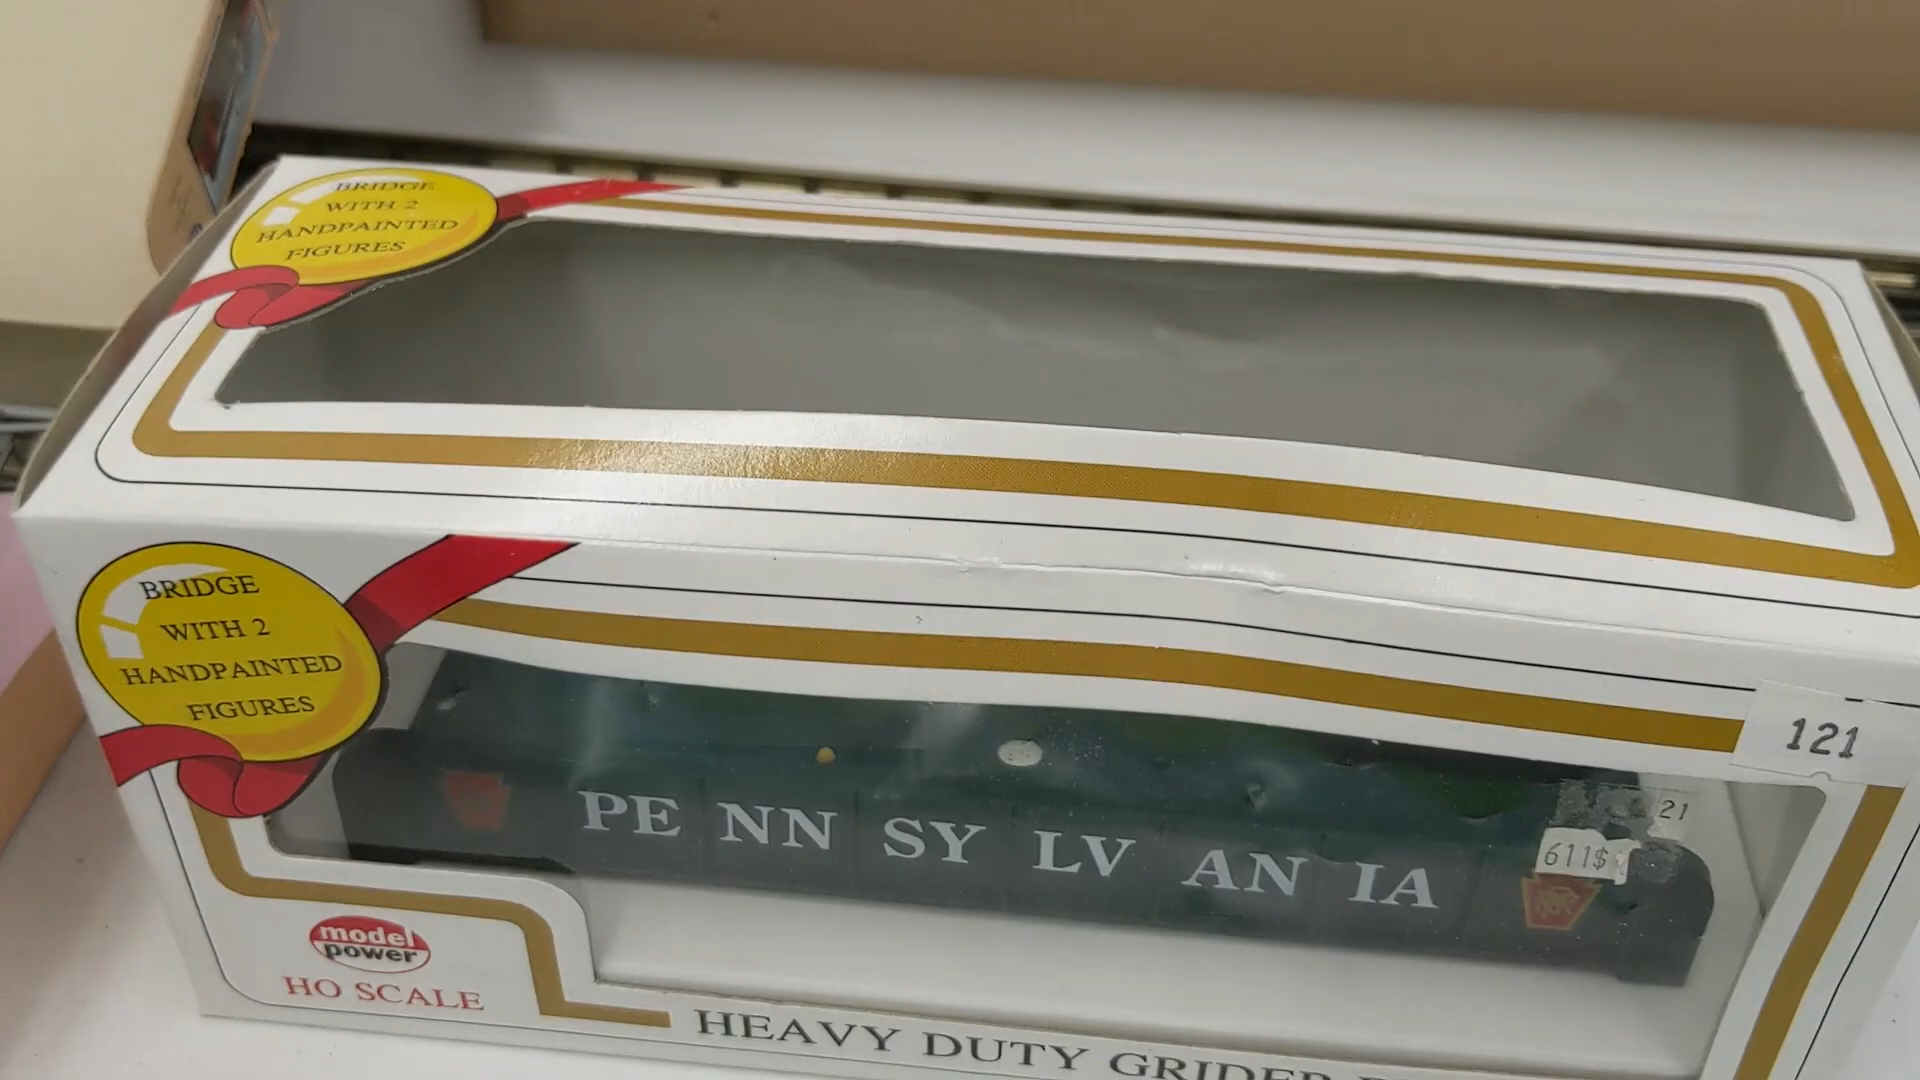 BRIDGE
WITH 2
HANDPAINTED
FIGURES
BRIDGE
WITH 2
HANDPAINTED
FIGURES
121
21
611$
PE NN SY LV AN IA
model
power
HO SCALE
HEAVY DUTY GRIDER